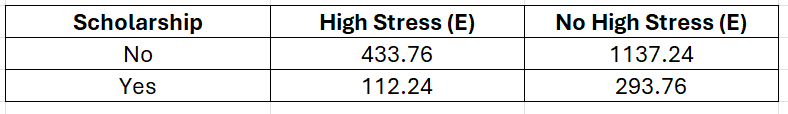 Scholarship High Stress (E) No High Stress (E)
No 433.76 1137.24
Yes 112.24 293.76